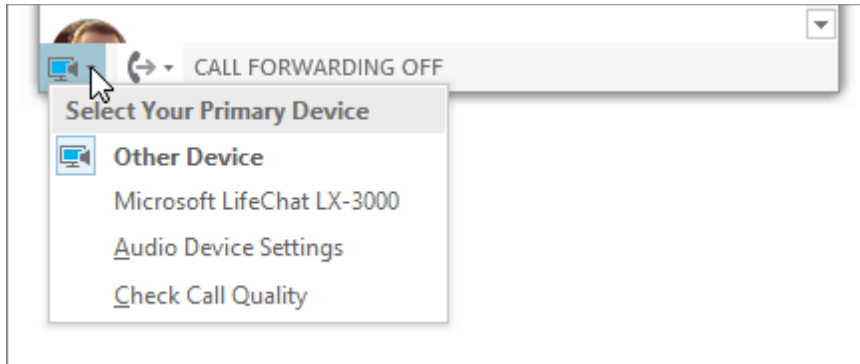 CALL FORWARDING OFF
Select Your Primary Device
Other Device
Microsoft LifeChat LX-3000
Audio Device Settings
Check Call Quality